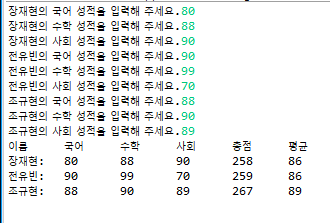 장재현의 국어 성적을 입력해 주세요.80
장재현의 수학 성적을 입력해 주세요.88
장재현의 사회 성적을 입력해 주세요.90
전유빈의 국어 성적을 입력해 주세요.90
전유빈의 수학 성적을 입력해 주세요.99
전유빈의 사회 성적을 입력해 주세요.70
조규현의 국어 성적을 입력해 주세요.88
조규현의 수학 성적을 입력해 주세요.90
조규현의 사회 성적을 입력해 주세요.89
이름 국어 수학 사회 총점 평균
장재현: 80 88 90 258 86
전유빈: 90 99 70 259 86
조규현: 88 90 89 267 89